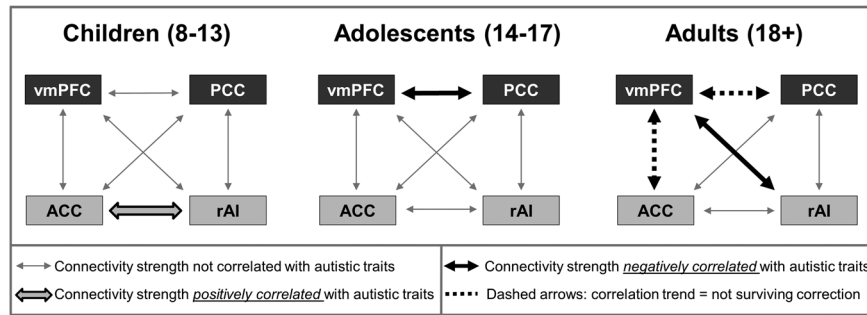 Children (8-13)
Adolescents (14-17)
Adults (18+)
vmPFC PCC
vmPFC PCC
vmPFC PCC
ACC rAI
ACC rAI
ACC rAI
Connectivity strength not correlated with autistic traits
Connectivity strength positively correlated with autistic traits
Connectivity strength negatively correlated with autistic traits
Dashed arrows: correlation trend = not surviving correction